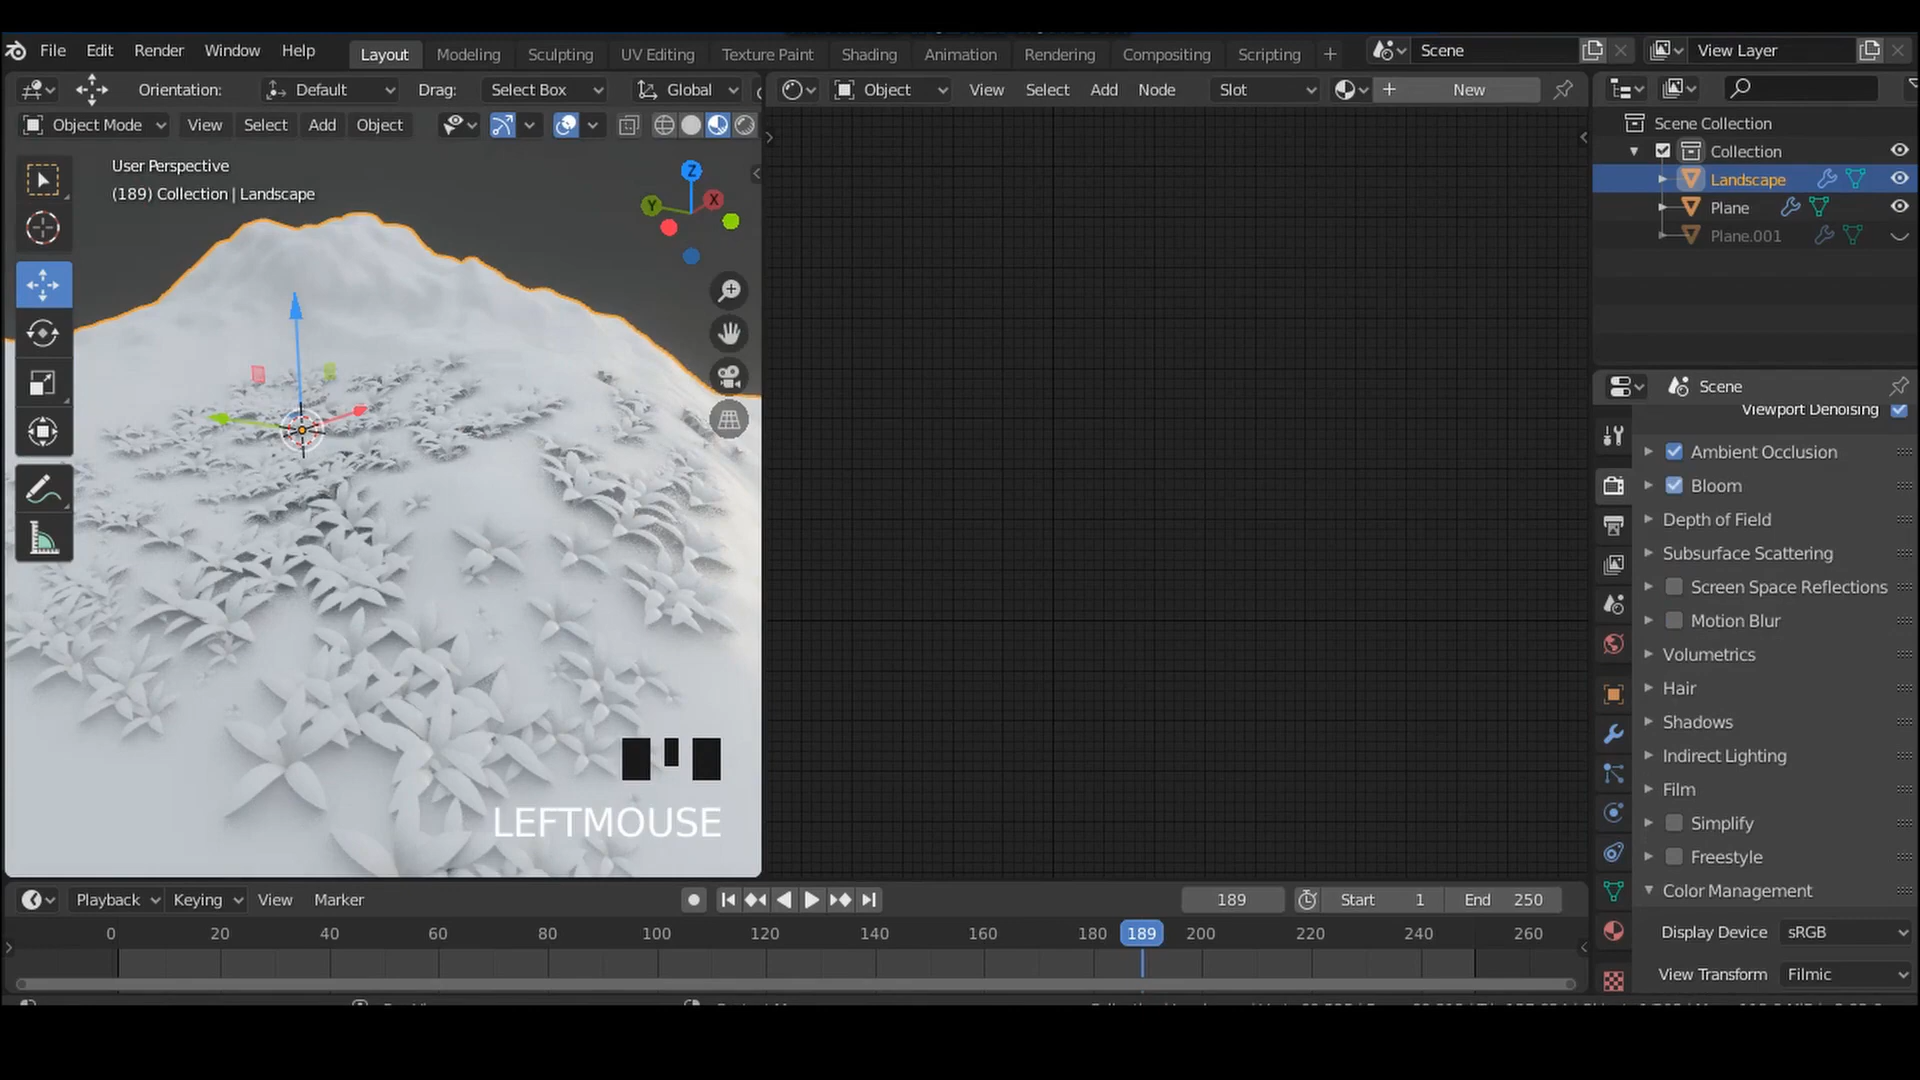 File Edit Render Window Help Layout Modeling Sculpting UV Editing Texture Paint Shading Animation Rendering Compositing Scripting + Scene View Layer
Orientation: Default Drag: Select Box Global Object View Select Add Node Slot New
Object Mode View Select Add Object
User Perspective
(189) Collection | Landscape
Z
Y
X
LEFTMOUSE
Scene Collection
Collection
Landscape
Plane
Plane.001
Scene
Viewport Denoising
Ambient Occlusion
Bloom
Depth of Field
Subsurface Scattering
Screen Space Reflections
Motion Blur
Volumetrics
Hair
Shadows
Indirect Lighting
Film
Simplify
Freestyle
Color Management
Display Device sRGB
View Transform Filmic
Playback Keying View Marker 189 Start 1 End 250
0 20 40 60 80 100 120 140 160 180 189 200 220 240 260